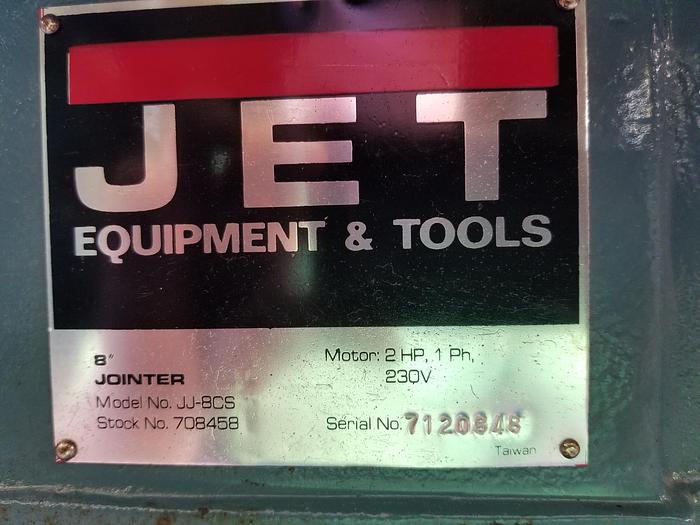 JET
EQUIPMENT & TOOLS
8"
JOINTER
Model No. JJ-8CS
Stock No. 708458
Motor: 2 HP, 1 Ph,
230V
Serial No. 7120848
Taiwan